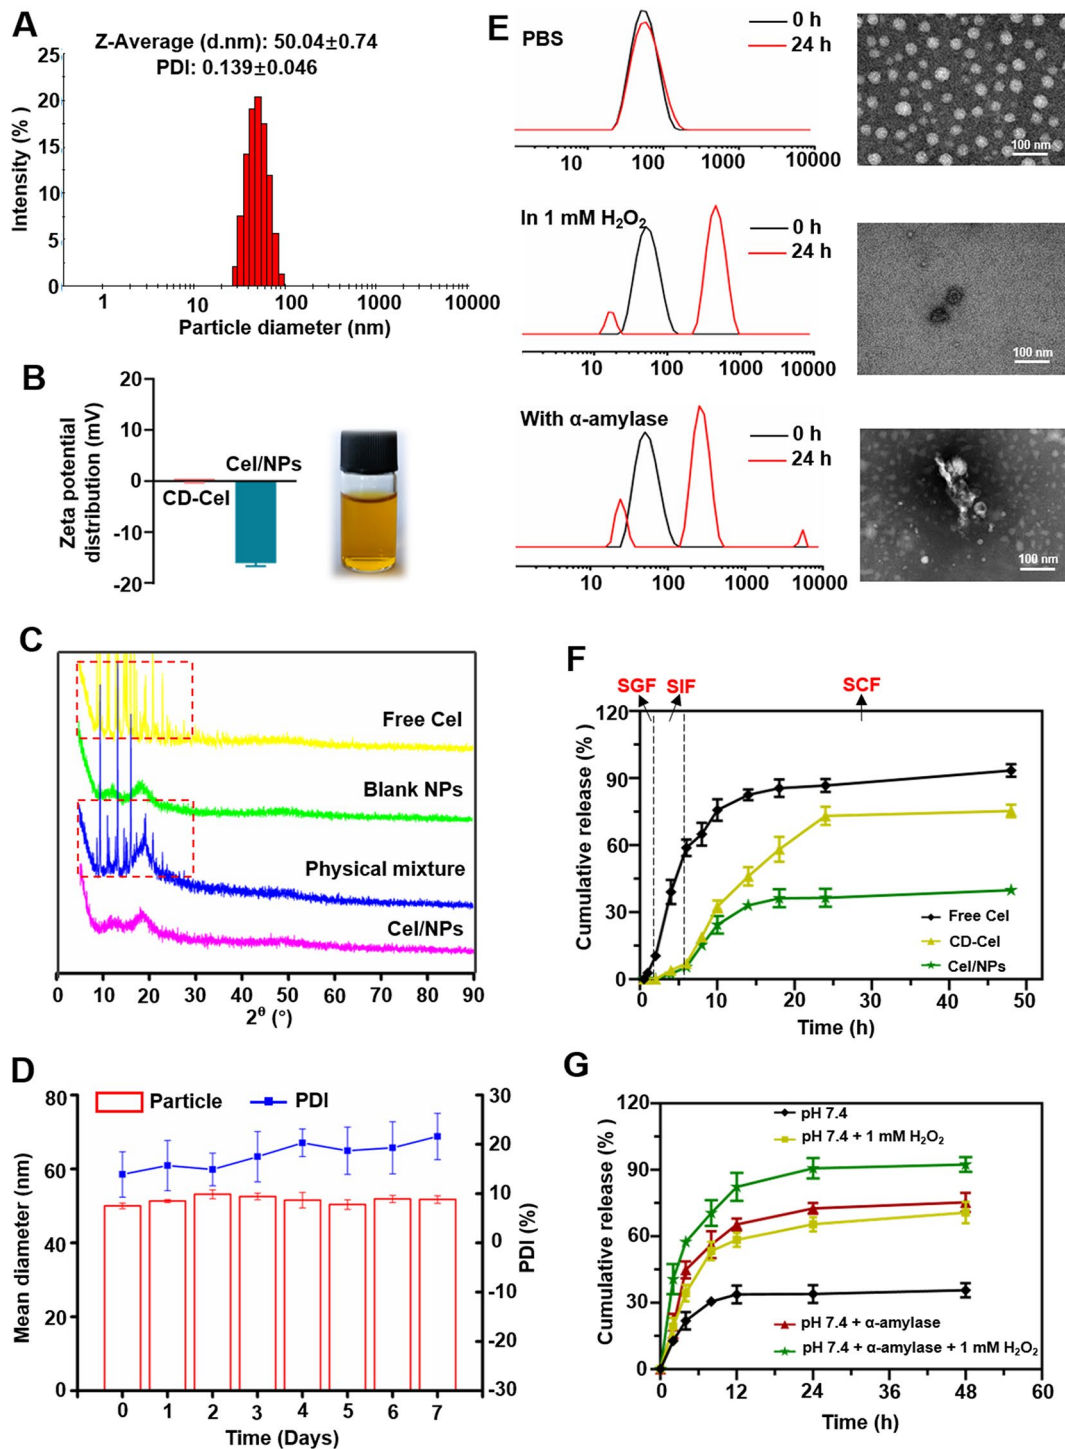 A
Z-Average (d.nm): 50.04±0.74
PDI: 0.139±0.046
25
20
15
10
5
0
Intensity (% )
1 10 100 1000 10000
Particle diameter (nm)
B
20
10
0
-10
-20
Zeta potential
distribution (mV)
Cel/NPs
CD-Cel
C
Free Cel
Blank NPs
Physical mixture
Cel/NPs
0 10 20 30 40 50 60 70 80 90
2θ (°)
D
80
60
40
20
0
Mean diameter (nm)
Particle PDI
30
20
10
0
-10
-20
-30
PDI (%)
0 1 2 3 4 5 6 7
Time (Days)
E
PBS
0 h
24 h
10 100 1000 10000
100 nm
In 1 mM H₂O₂
0 h
24 h
10 100 1000 10000
100 nm
With α-amylase
0 h
24 h
10 100 1000 10000
100 nm
F
SGF SIF SCF
120
90
60
30
0
Cumulative release (% )
Free Cel
CD-Cel
Cel/NPs
0 10 20 30 40 50
Time (h)
G
120
90
60
30
0
Cumulative release (% )
pH 7.4
pH 7.4 + 1 mM H₂O₂
pH 7.4 + α-amylase
pH 7.4 + α-amylase + 1 mM H₂O₂
0 12 24 36 48 60
Time (h)